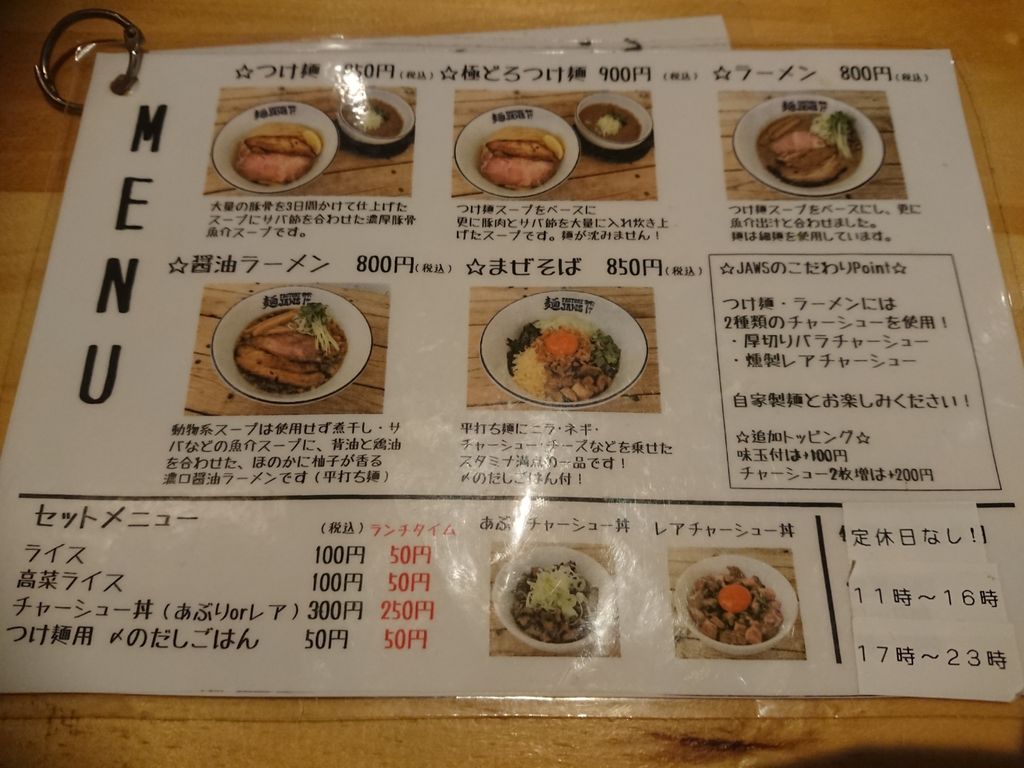 MENU
☆つけ麺 850円(税込)
☆極どろつけ麺 900円(税込)
☆ラーメン 800円(税込)
大量の豚骨を3日間かけて仕上げた
スープにサバ節を合わせた濃厚豚骨
魚介スープです。
つけ麺スープをベースに
更に豚肉とサバ節を大量に入れ炊き上
げたスープです。麺が沈みません！
つけ麺スープをベースにし、更に
魚介出汁と合わせました。
麺は細麺を使用しています。
☆醤油ラーメン 800円(税込)
☆まぜそば 850円(税込)
動物系スープは使用せず煮干し・サ
バなどの魚介スープに、背油と鶏油
を合わせた、ほのかに柚子が香る
濃口醤油ラーメンです(平打ち麺)
平打ち麺にニラ・ネギ・
チャーシュー・チーズなどを乗せた
スタミナ満点の一品です！
〆のだしごはん付！
☆JAWSのこだわりPoint☆
つけ麺・ラーメンには
2種類のチャーシューを使用！
・厚切りバラチャーシュー
・燻製レアチャーシュー
自家製麺とお楽しみください！
☆追加トッピング☆
味玉付は+100円
チャーシュー2枚増は+200円
セットメニュー
(税込) ランチタイム
ライス 100円 50円
高菜ライス 100円 50円
チャーシュー丼(あぶりorレア) 300円 250円
つけ麺用 〆のだしごはん 50円 50円
あぶりチャーシュー丼
レアチャーシュー丼
定休日なし！
11時～16時
17時～23時